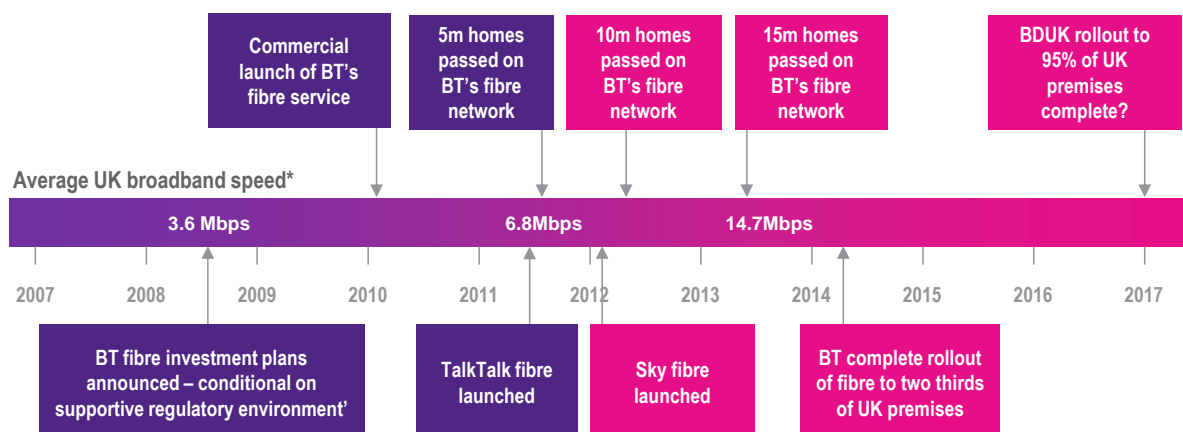 Commercial
launch of BT's
fibre service
5m homes
passed on
BT's fibre
network
10m homes
passed on
BT's fibre
network
15m homes
passed on
BT's fibre
network
BDUK rollout to
95% of UK
premises
complete?
Average UK broadband speed*
3.6 Mbps
6.8Mbps
14.7Mbps
2007
2008
2009
2010
2011
2012
2013
2014
2015
2016
2017
BT fibre investment plans
announced – conditional on
supportive regulatory environment'
TalkTalk fibre
launched
Sky fibre
launched
BT complete rollout
of fibre to two thirds
of UK premises